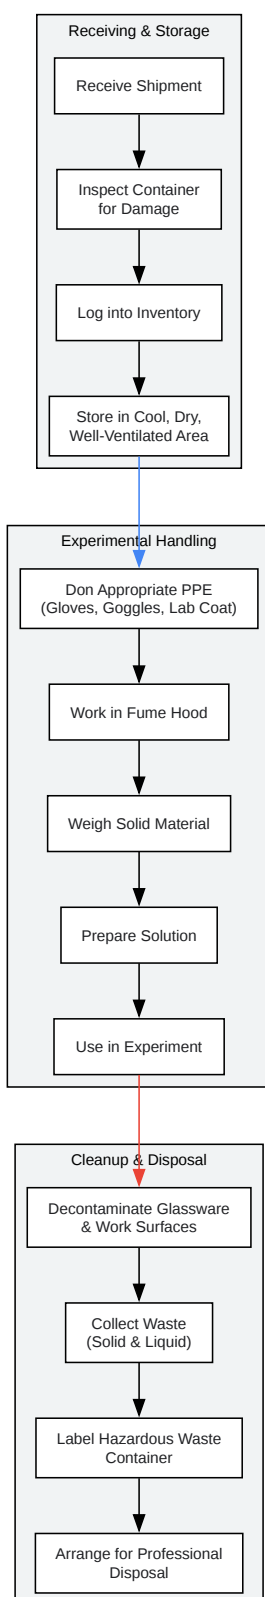 Receiving & Storage
Receive Shipment
Inspect Container
for Damage
Log into Inventory
Store in Cool, Dry,
Well-Ventilated Area
Experimental Handling
Don Appropriate PPE
(Gloves, Goggles, Lab Coat)
Work in Fume Hood
Weigh Solid Material
Prepare Solution
Use in Experiment
Cleanup & Disposal
Decontaminate Glassware
& Work Surfaces
Collect Waste
(Solid & Liquid)
Label Hazardous Waste
Container
Arrange for Professional
Disposal